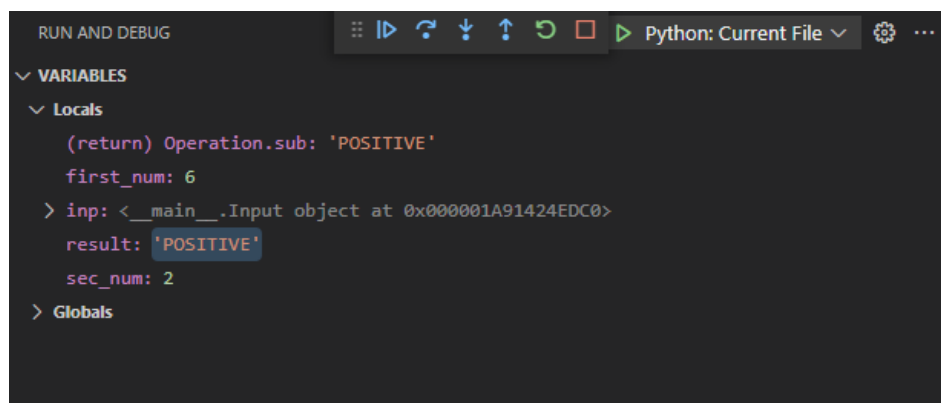 RUN AND DEBUG Python: Current File
VARIABLES
Locals
(return) Operation.sub: 'POSITIVE'
first_num: 6
inp: <__main__.Input object at 0x000001A91424EDC0>
result: 'POSITIVE'
sec_num: 2
Globals